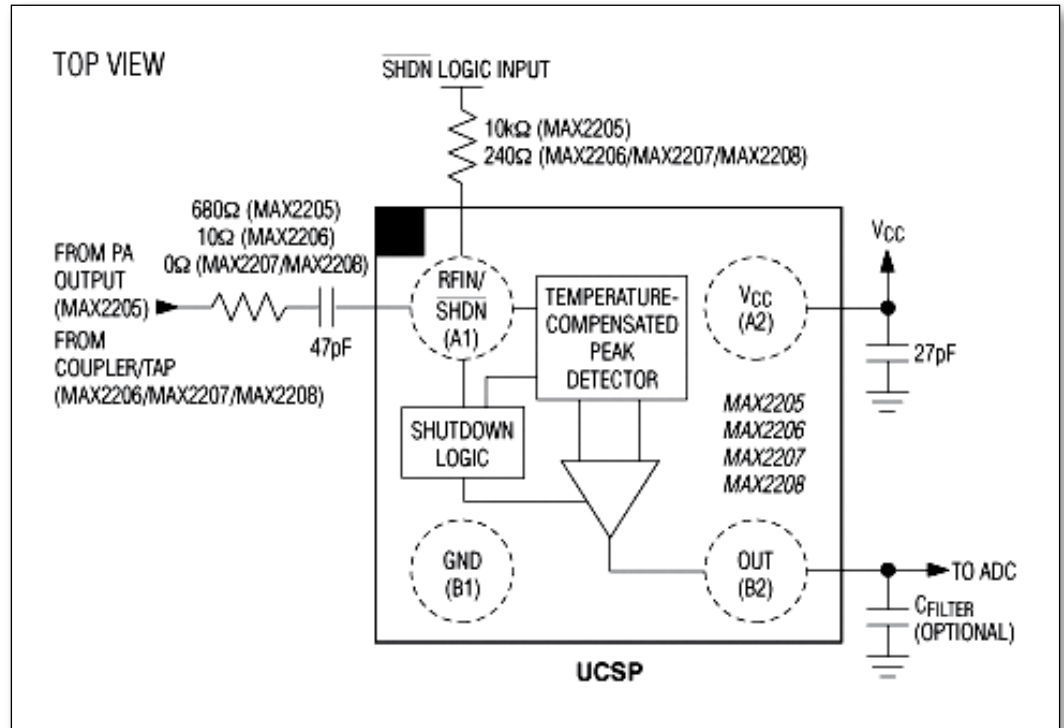 TOP VIEW
SHDN LOGIC INPUT
10kΩ (MAX2205)
240Ω (MAX2206/MAX2207/MAX2208)
680Ω (MAX2205)
10Ω (MAX2206)
0Ω (MAX2207/MAX2208)
FROM PA
OUTPUT
(MAX2205)
FROM
COUPLER/TAP
(MAX2206/MAX2207/MAX2208)
47pF
RFIN/
SHDN
(A1)
TEMPERATURE-
COMPENSATED
PEAK
DETECTOR
VCC
(A2)
VCC
27pF
SHUTDOWN
LOGIC
MAX2205
MAX2206
MAX2207
MAX2208
GND
(B1)
OUT
(B2)
TO ADC
CFILTER
(OPTIONAL)
UCSP